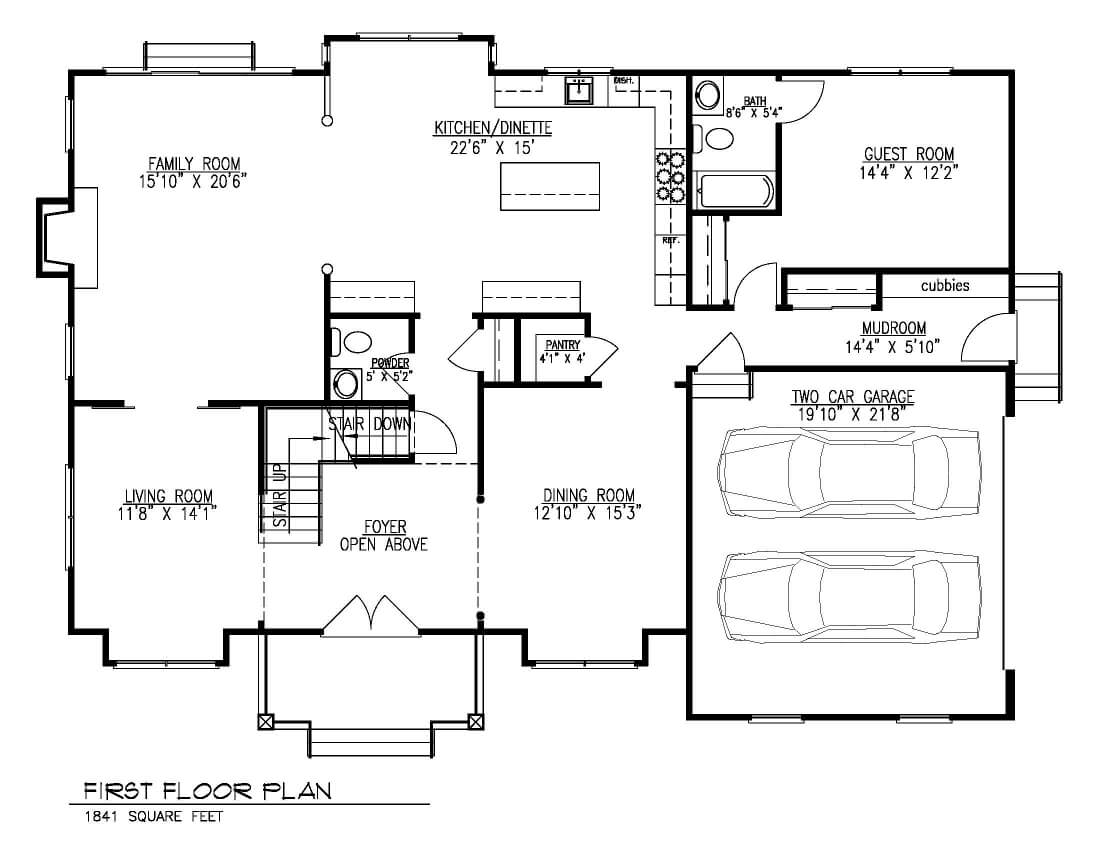 DISH.
BATH
8'6" X 5'4"
KITCHEN/DINETTE
22'6" X 15'
FAMILY ROOM
15'10" X 20'6"
GUEST ROOM
14'4" X 12'2"
REF.
cubbies
MUDROOM
14'4" X 5'10"
PANTRY
4'1" X 4'
POWDER
5' X 5'2"
TWO CAR GARAGE
19'10" X 21'8"
STAIR DOWN
STAIR UP
LIVING ROOM
11'8" X 14'1"
DINING ROOM
12'10" X 15'3"
FOYER
OPEN ABOVE
FIRST FLOOR PLAN
1841 SQUARE FEET